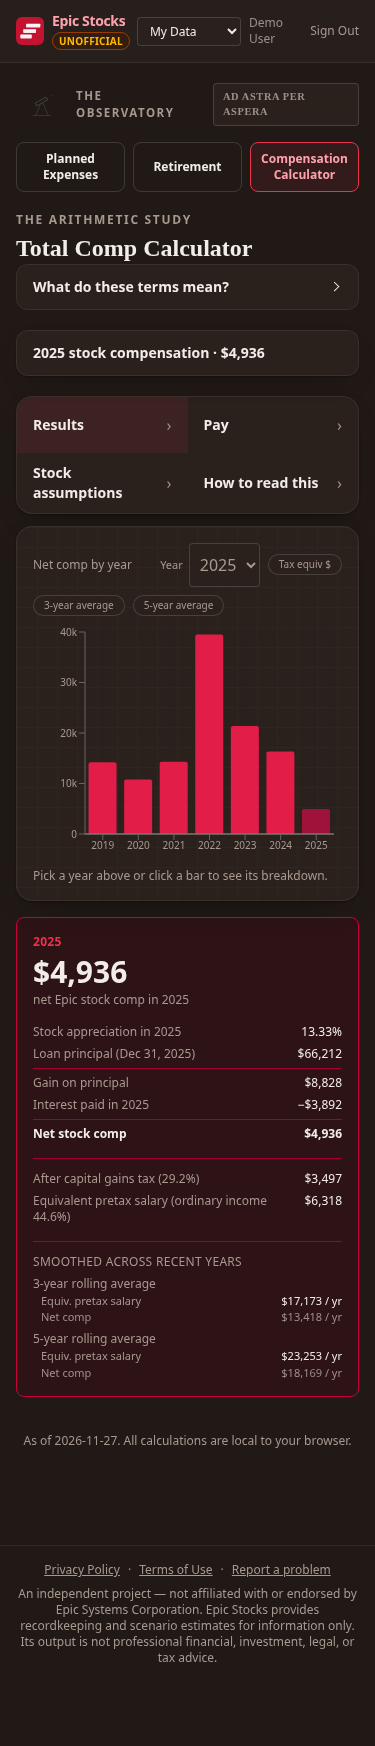 Epic Stocks
UNOFFICIAL
My Data
Demo User
Sign Out
THE OBSERVATORY
AD ASTRA PER ASPERA
Planned Expenses
Retirement
Compensation Calculator
THE ARITHMETIC STUDY
Total Comp Calculator
What do these terms mean?
2025 stock compensation · $4,936
Results ›
Pay ›
Stock assumptions ›
How to read this ›
Net comp by year
Year
2025
Tax equiv $
3-year average
5-year average
40k
30k
20k
10k
0
2019 2020 2021 2022 2023 2024 2025
Pick a year above or click a bar to see its breakdown.
2025
$4,936
net Epic stock comp in 2025
Stock appreciation in 2025 13.33%
Loan principal (Dec 31, 2025) $66,212
Gain on principal $8,828
Interest paid in 2025 −$3,892
Net stock comp $4,936
After capital gains tax (29.2%) $3,497
Equivalent pretax salary (ordinary income 44.6%) $6,318
SMOOTHED ACROSS RECENT YEARS
3-year rolling average
Equiv. pretax salary $17,173 / yr
Net comp $13,418 / yr
5-year rolling average
Equiv. pretax salary $23,253 / yr
Net comp $18,169 / yr
As of 2026-11-27. All calculations are local to your browser.
Privacy Policy · Terms of Use · Report a problem
An independent project — not affiliated with or endorsed by
Epic Systems Corporation. Epic Stocks provides
recordkeeping and scenario estimates for information only.
Its output is not professional financial, investment, legal, or
tax advice.